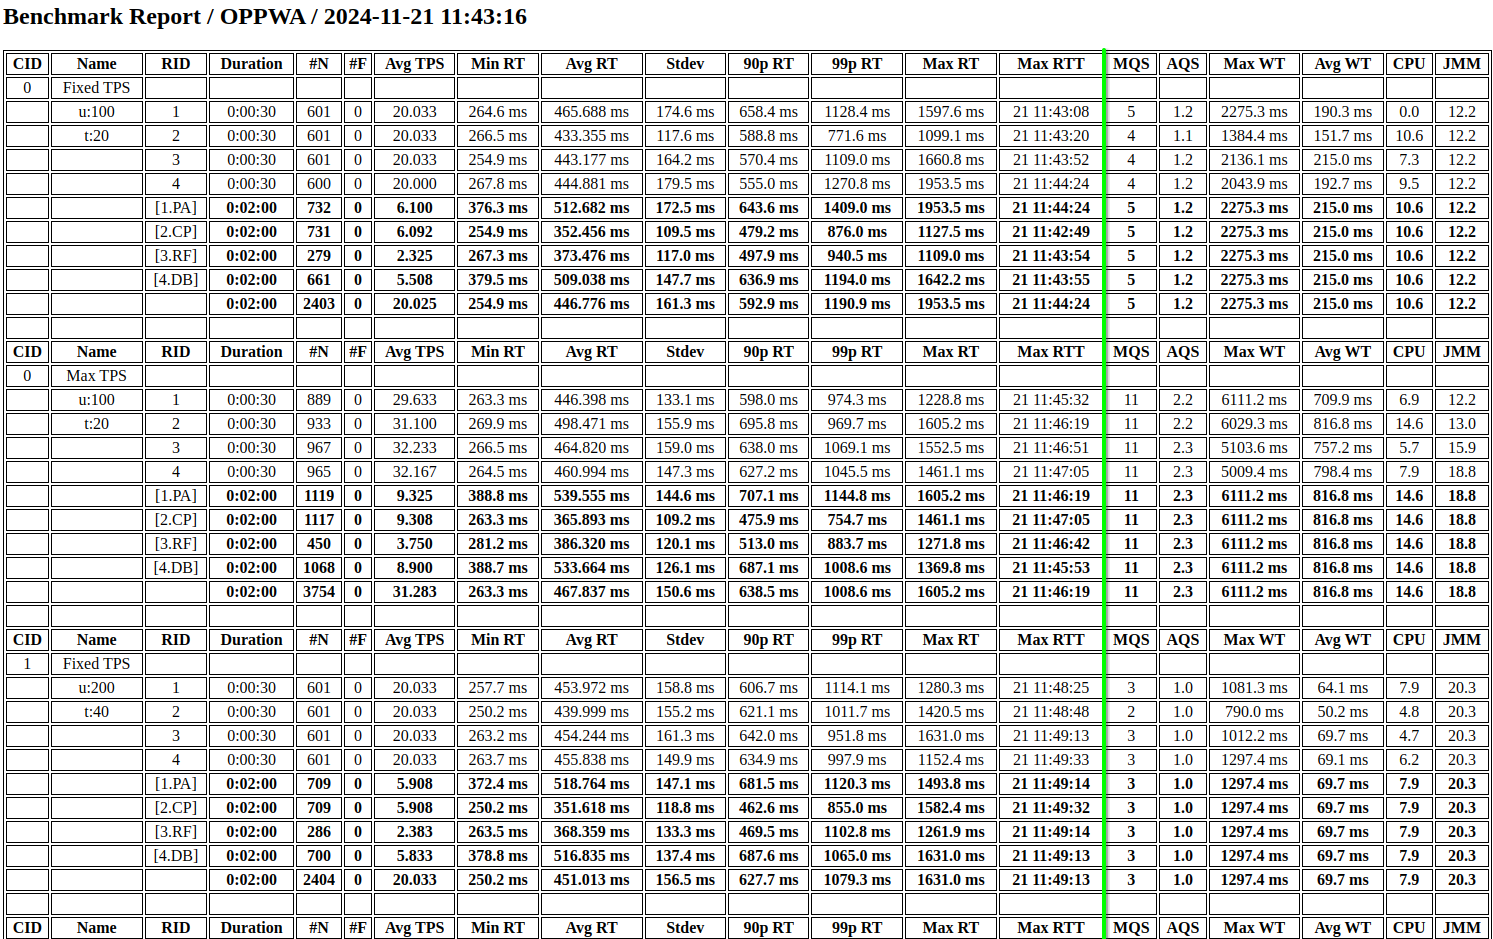 Benchmark Report / OPPWA / 2024-11-21 11:43:16
CID Name RID Duration #N #F Avg TPS Min RT Avg RT Stdev 90p RT 99p RT Max RT Max RTT MQS AQS Max WT Avg WT CPU JMM
0 Fixed TPS
u:100 1 0:00:30 601 0 20.033 264.6 ms 465.688 ms 174.6 ms 658.4 ms 1128.4 ms 1597.6 ms 21 11:43:08 5 1.2 2275.3 ms 190.3 ms 0.0 12.2
t:20 2 0:00:30 601 0 20.033 266.5 ms 433.355 ms 117.6 ms 588.8 ms 771.6 ms 1099.1 ms 21 11:43:20 4 1.1 1384.4 ms 151.7 ms 10.6 12.2
3 0:00:30 601 0 20.033 254.9 ms 443.177 ms 164.2 ms 570.4 ms 1109.0 ms 1660.8 ms 21 11:43:52 4 1.2 2136.1 ms 215.0 ms 7.3 12.2
4 0:00:30 600 0 20.000 267.8 ms 444.881 ms 179.5 ms 555.0 ms 1270.8 ms 1953.5 ms 21 11:44:24 4 1.2 2043.9 ms 192.7 ms 9.5 12.2
[1.PA] 0:02:00 732 0 6.100 376.3 ms 512.682 ms 172.5 ms 643.6 ms 1409.0 ms 1953.5 ms 21 11:44:24 5 1.2 2275.3 ms 215.0 ms 10.6 12.2
[2.CP] 0:02:00 731 0 6.092 254.9 ms 352.456 ms 109.5 ms 479.2 ms 876.0 ms 1127.5 ms 21 11:42:49 5 1.2 2275.3 ms 215.0 ms 10.6 12.2
[3.RF] 0:02:00 279 0 2.325 267.3 ms 373.476 ms 117.0 ms 497.9 ms 940.5 ms 1109.0 ms 21 11:43:54 5 1.2 2275.3 ms 215.0 ms 10.6 12.2
[4.DB] 0:02:00 661 0 5.508 379.5 ms 509.038 ms 147.7 ms 636.9 ms 1194.0 ms 1642.2 ms 21 11:43:55 5 1.2 2275.3 ms 215.0 ms 10.6 12.2
0:02:00 2403 0 20.025 254.9 ms 446.776 ms 161.3 ms 592.9 ms 1190.9 ms 1953.5 ms 21 11:44:24 5 1.2 2275.3 ms 215.0 ms 10.6 12.2
CID Name RID Duration #N #F Avg TPS Min RT Avg RT Stdev 90p RT 99p RT Max RT Max RTT MQS AQS Max WT Avg WT CPU JMM
0 Max TPS
u:100 1 0:00:30 889 0 29.633 263.3 ms 446.398 ms 133.1 ms 598.0 ms 974.3 ms 1228.8 ms 21 11:45:32 11 2.2 6111.2 ms 709.9 ms 6.9 12.2
t:20 2 0:00:30 933 0 31.100 269.9 ms 498.471 ms 155.9 ms 695.8 ms 969.7 ms 1605.2 ms 21 11:46:19 11 2.2 6029.3 ms 816.8 ms 14.6 13.0
3 0:00:30 967 0 32.233 266.5 ms 464.820 ms 159.0 ms 638.0 ms 1069.1 ms 1552.5 ms 21 11:46:51 11 2.3 5103.6 ms 757.2 ms 5.7 15.9
4 0:00:30 965 0 32.167 264.5 ms 460.994 ms 147.3 ms 627.2 ms 1045.5 ms 1461.1 ms 21 11:47:05 11 2.3 5009.4 ms 798.4 ms 7.9 18.8
[1.PA] 0:02:00 1119 0 9.325 388.8 ms 539.555 ms 144.6 ms 707.1 ms 1144.8 ms 1605.2 ms 21 11:46:19 11 2.3 6111.2 ms 816.8 ms 14.6 18.8
[2.CP] 0:02:00 1117 0 9.308 263.3 ms 365.893 ms 109.2 ms 475.9 ms 754.7 ms 1461.1 ms 21 11:47:05 11 2.3 6111.2 ms 816.8 ms 14.6 18.8
[3.RF] 0:02:00 450 0 3.750 281.2 ms 386.320 ms 120.1 ms 513.0 ms 883.7 ms 1271.8 ms 21 11:46:42 11 2.3 6111.2 ms 816.8 ms 14.6 18.8
[4.DB] 0:02:00 1068 0 8.900 388.7 ms 533.664 ms 126.1 ms 687.1 ms 1008.6 ms 1369.8 ms 21 11:45:53 11 2.3 6111.2 ms 816.8 ms 14.6 18.8
0:02:00 3754 0 31.283 263.3 ms 467.837 ms 150.6 ms 638.5 ms 1008.6 ms 1605.2 ms 21 11:46:19 11 2.3 6111.2 ms 816.8 ms 14.6 18.8
CID Name RID Duration #N #F Avg TPS Min RT Avg RT Stdev 90p RT 99p RT Max RT Max RTT MQS AQS Max WT Avg WT CPU JMM
1 Fixed TPS
u:200 1 0:00:30 601 0 20.033 257.7 ms 453.972 ms 158.8 ms 606.7 ms 1114.1 ms 1280.3 ms 21 11:48:25 3 1.0 1081.3 ms 64.1 ms 7.9 20.3
t:40 2 0:00:30 601 0 20.033 250.2 ms 439.999 ms 155.2 ms 621.1 ms 1011.7 ms 1420.5 ms 21 11:48:48 2 1.0 790.0 ms 50.2 ms 4.8 20.3
3 0:00:30 601 0 20.033 263.2 ms 454.244 ms 161.3 ms 642.0 ms 951.8 ms 1631.0 ms 21 11:49:13 3 1.0 1012.2 ms 69.7 ms 4.7 20.3
4 0:00:30 601 0 20.033 263.7 ms 455.838 ms 149.9 ms 634.9 ms 997.9 ms 1152.4 ms 21 11:49:33 3 1.0 1297.4 ms 69.1 ms 6.2 20.3
[1.PA] 0:02:00 709 0 5.908 372.4 ms 518.764 ms 147.1 ms 681.5 ms 1120.3 ms 1493.8 ms 21 11:49:14 3 1.0 1297.4 ms 69.7 ms 7.9 20.3
[2.CP] 0:02:00 709 0 5.908 250.2 ms 351.618 ms 118.8 ms 462.6 ms 855.0 ms 1582.4 ms 21 11:49:32 3 1.0 1297.4 ms 69.7 ms 7.9 20.3
[3.RF] 0:02:00 286 0 2.383 263.5 ms 368.359 ms 133.3 ms 469.5 ms 1102.8 ms 1261.9 ms 21 11:49:14 3 1.0 1297.4 ms 69.7 ms 7.9 20.3
[4.DB] 0:02:00 700 0 5.833 378.8 ms 516.835 ms 137.4 ms 687.6 ms 1065.0 ms 1631.0 ms 21 11:49:13 3 1.0 1297.4 ms 69.7 ms 7.9 20.3
0:02:00 2404 0 20.033 250.2 ms 451.013 ms 156.5 ms 627.7 ms 1079.3 ms 1631.0 ms 21 11:49:13 3 1.0 1297.4 ms 69.7 ms 7.9 20.3
CID Name RID Duration #N #F Avg TPS Min RT Avg RT Stdev 90p RT 99p RT Max RT Max RTT MQS AQS Max WT Avg WT CPU JMM